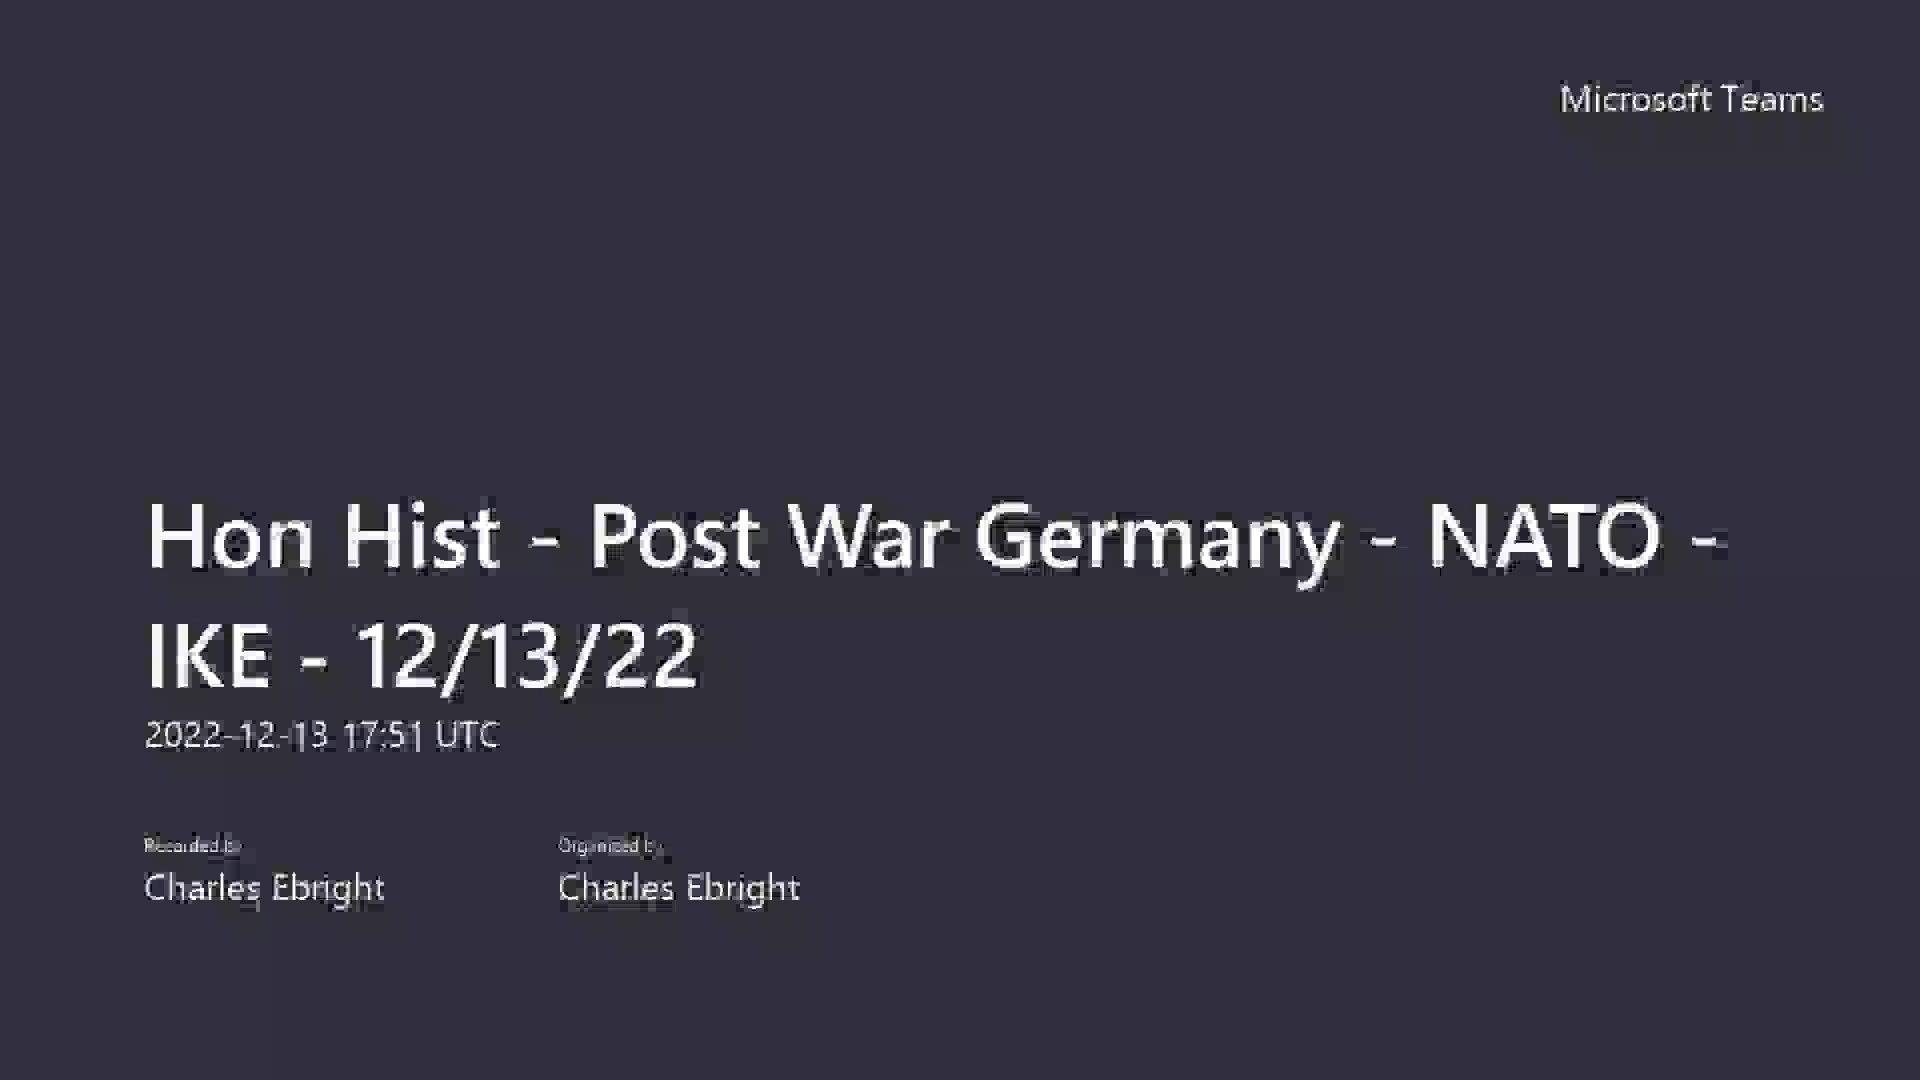 Microsoft Teams
Hon Hist - Post War Germany - NATO -
IKE - 12/13/22
2022-12-13 17:51 UTC
Recorded by
Organized by
Charles Ebright
Charles Ebright